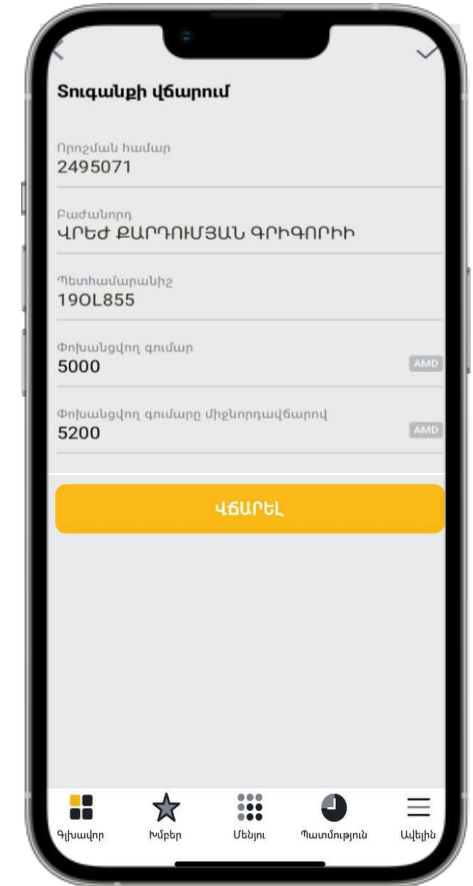 Տուգանքի վճարում
Որոշման համար
2495071
Բաժանորդ
ՎՐԵԺ ՔԱՐԴՈՒՄՅԱՆ ԳՐԻԳՈՐԻԻ
Պետհամարանիշ
19OL855
Փոխանցվող գումար
5000 AMD
Փոխանցվող գումարը միջնորդավճարով
5200 AMD
ՎՃԱՐԵԼ
Գլխավոր Խմբեր Մենյու Պատմություն Ավելին